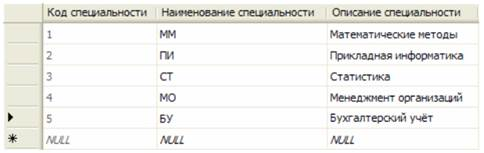 Код специальности Наименование специальности Описание специальности
1 ММ Математические методы
2 ПИ Прикладная информатика
3 СТ Статистика
4 МО Менеджмент организаций
5 БУ Бухгалтерский учёт
NULL NULL NULL